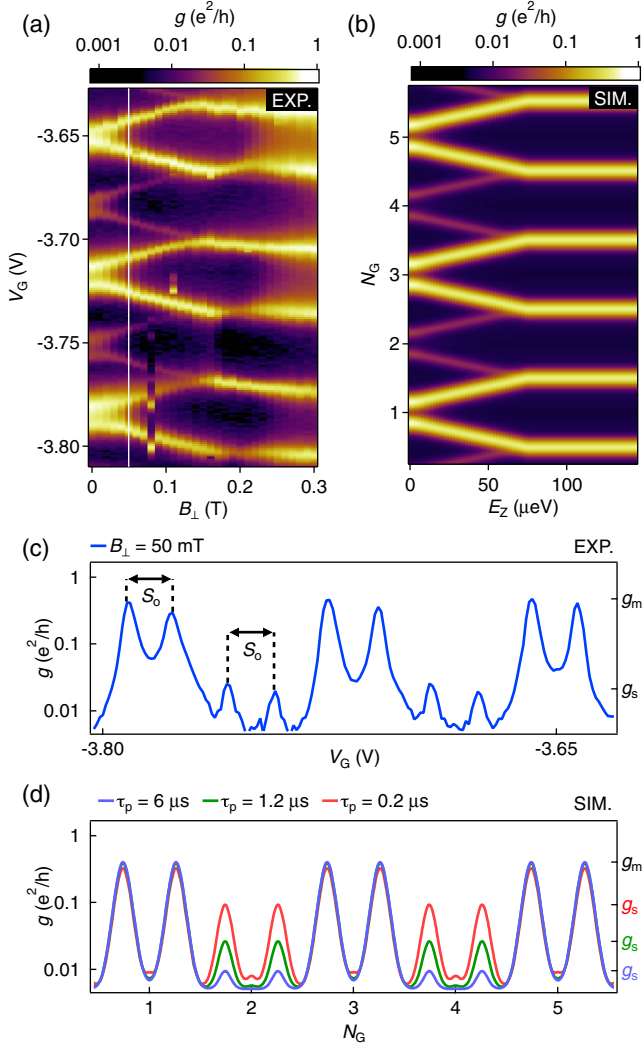 (a)
g (e²/h)
0.001 0.1 1
EXP.
-3.65
-3.70
-3.75
-3.80
V_G (V)
0 0.1 0.2 0.3
B_⊥ (T)
(b)
g (e²/h)
0.001 0.1 1
SIM.
5
4
3
2
1
N_G
0 50 100
E_Z (µeV)
(c)
B_⊥ = 50 mT
EXP.
1
0.1
0.01
g (e²/h)
S_o
S_o
g_m
g_s
-3.80 -3.65
V_G (V)
(d)
τ_p = 6 µs τ_p = 1.2 µs τ_p = 0.2 µs
SIM.
1
0.1
0.01
g (e²/h)
g_m
g_s
g_s
g_s
1 2 3 4 5
N_G